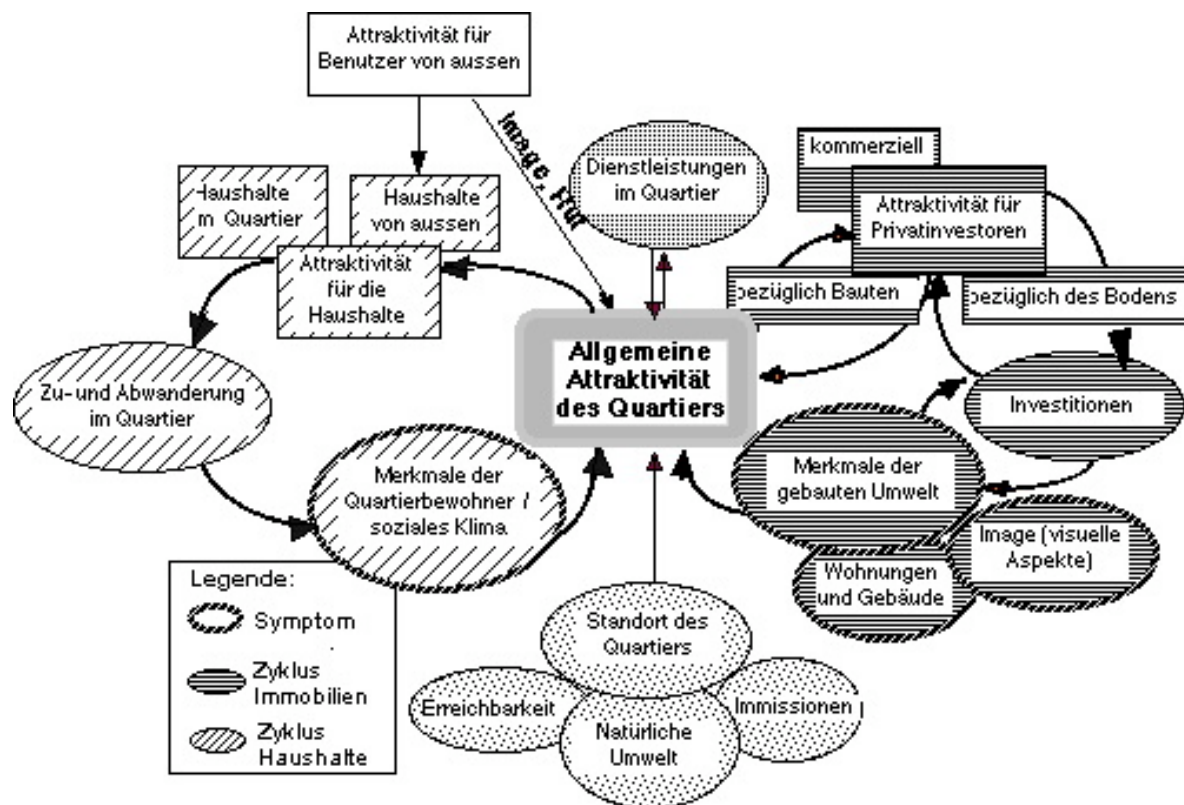 Attraktivität für
Benutzer von aussen
Image,
Dienstleistungen
im Quartier
kommerziell
Attraktivität für
Privatinvestoren
Haushalte
m Quartier
Haushalte
von aussen
Attraktivität
für die
Haushalte
bezüglich Bauten
bezüglich des Bodens
Allgemeine
Attraktivität
des Quartiers
Zu- und Abwanderung
im Quartier
Investitionen
Merkmale der
Quartierbewohner /
soziales Klima
Merkmale der
gebauten Umwelt
Image (visuelle
Aspekte)
Wohnungen
und Gebäude
Legende:
Symptom
Zyklus
Immobilien
Zyklus
Haushalte
Standort des
Quartiers
Erreichbarkeit
Immissionen
Natürliche
Umwelt